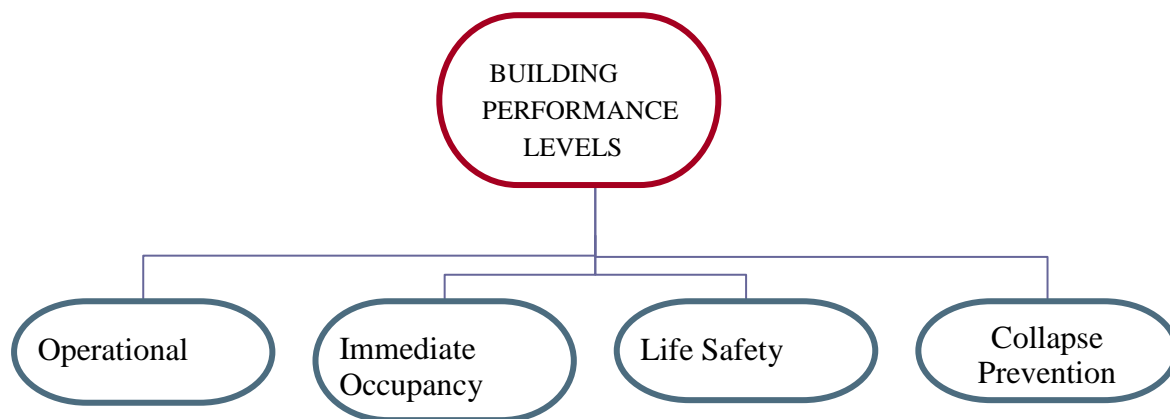 BUILDING
PERFORMANCE
LEVELS
Operational
Immediate
Occupancy
Life Safety
Collapse
Prevention